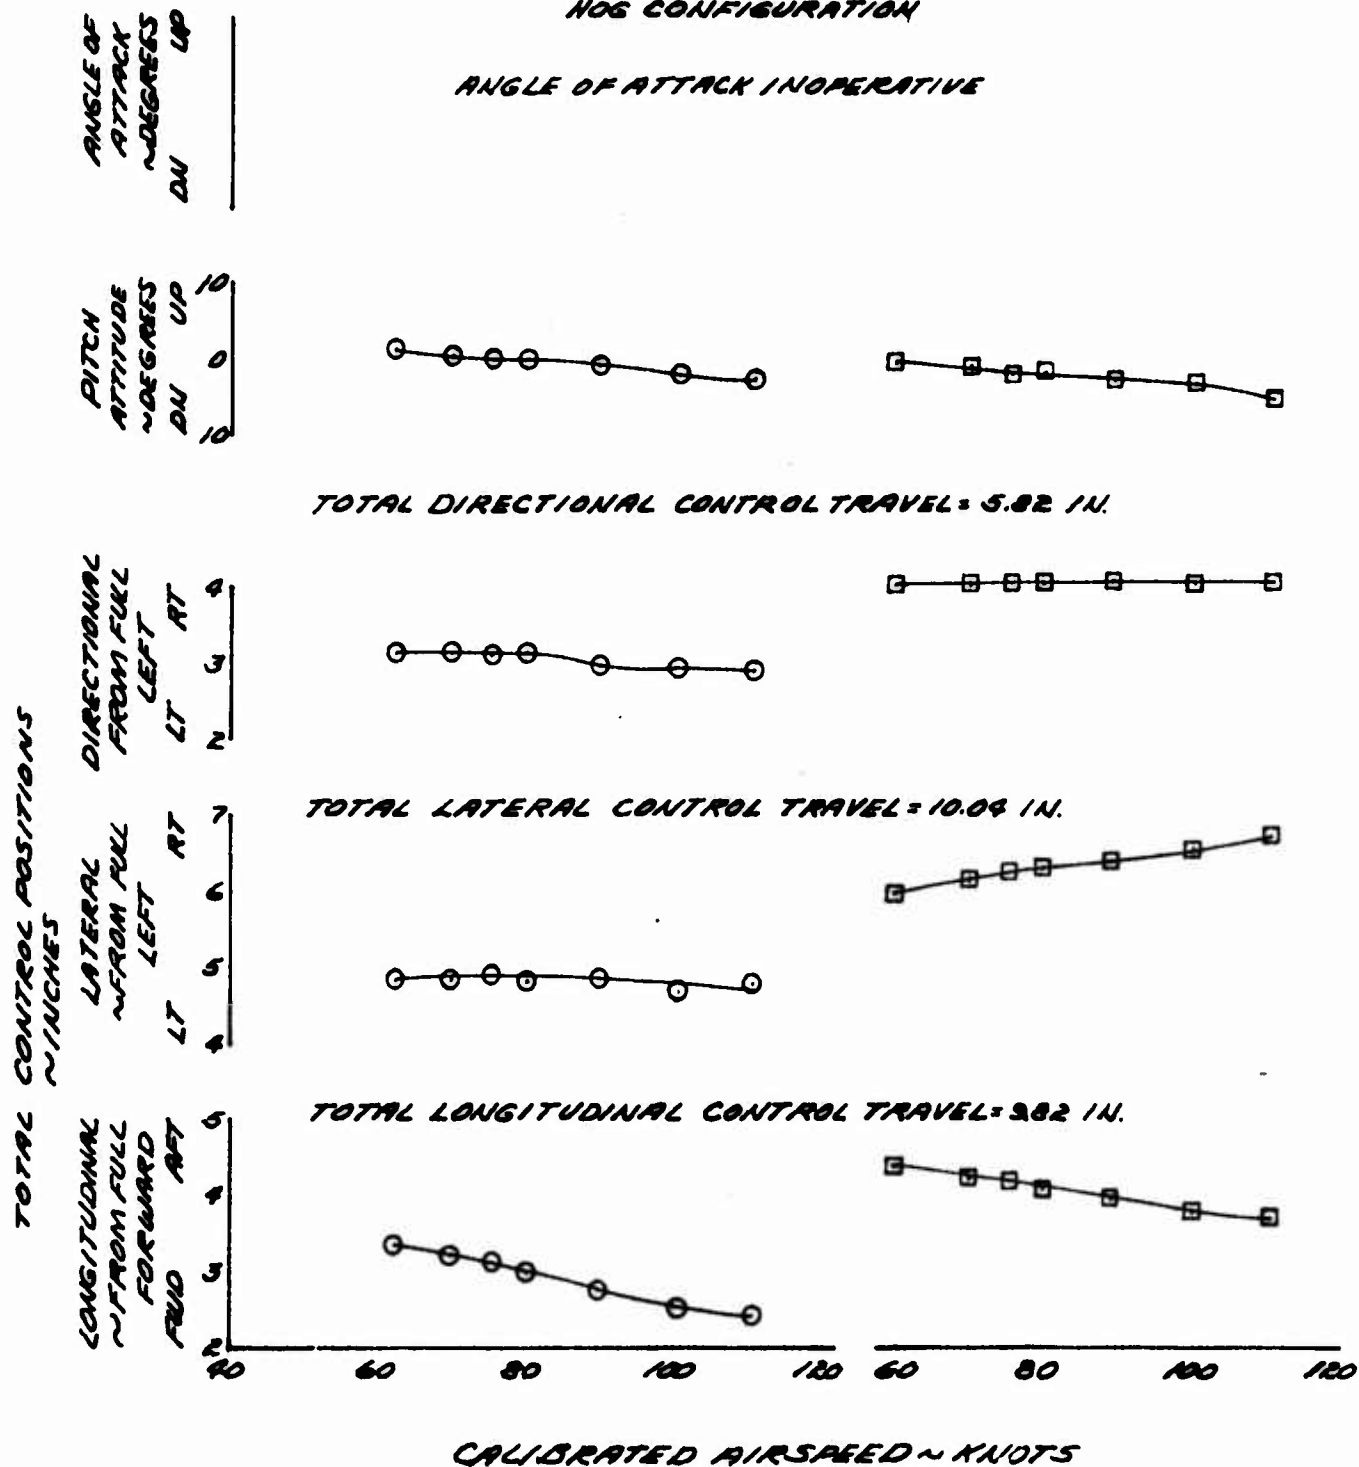 HOG CONFIGURATION
ANGLE OF ATTACK INOPERATIVE
ANGLE OF
ATTACK
~DEGREES
DN UP
PITCH
ATTITUDE
~DEGREES
DN UP
10
0
10
TOTAL DIRECTIONAL CONTROL TRAVEL = 5.82 IN.
TOTAL CONTROL POSITIONS
~INCHES
DIRECTIONAL
FROM FULL
LEFT
LT RT
4
3
2
TOTAL LATERAL CONTROL TRAVEL = 10.04 IN.
LATERAL
~FROM FULL
LEFT
LT RT
7
6
5
4
TOTAL LONGITUDINAL CONTROL TRAVEL = IN.
LONGITUDINAL
~FROM FULL
FORWARD
FWD AFT
5
4
3
2
40 60 80 100 120 60 80 100 120
CALIBRATED AIRSPEED ~ KNOTS